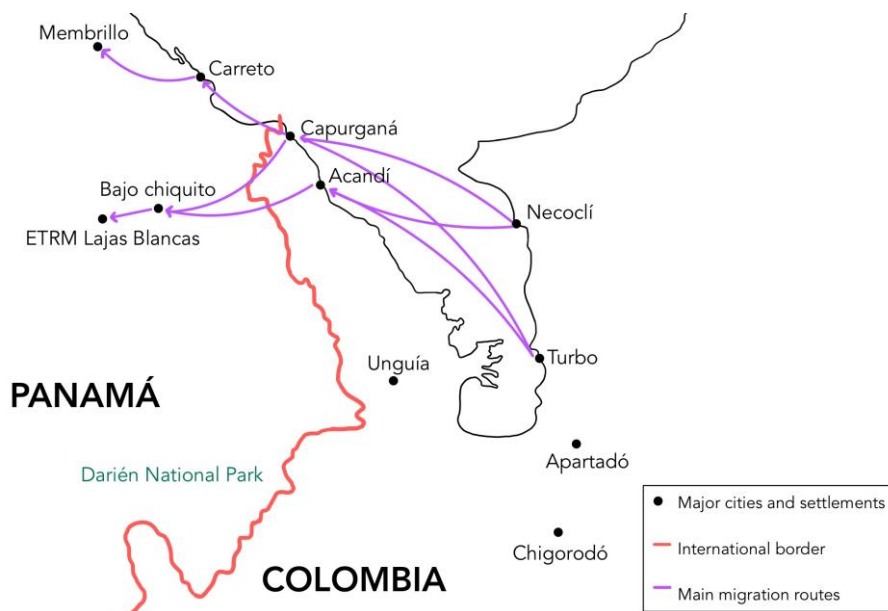 Membrillo
Carreto
Capurganá
Acandí
Bajo chiquito
Necoclí
ETRM Lajas Blancas
Turbo
Unguía
PANAMÁ
Apartadó
Darién National Park
Major cities and settlements
Chigorodó
International border
COLOMBIA
Main migration routes